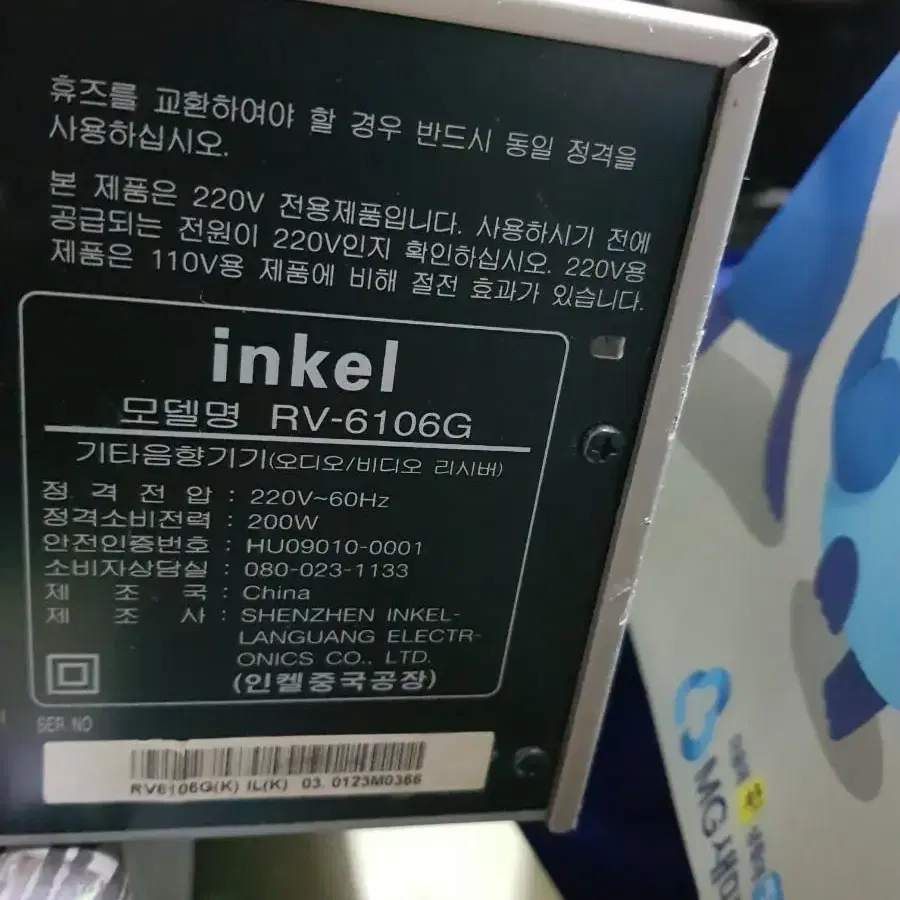 휴즈를 교환하여야 할 경우 반드시 동일 정격을
사용하십시오.
본 제품은 220V 전용제품입니다. 사용하시기 전에
공급되는 전원이 220V인지 확인하십시오. 220V용
제품은 110V용 제품에 비해 절전 효과가 있습니다.
inkel
모델명 RV-6106G
기타음향기기(오디오/비디오 리시버)
정 격 전 압 : 220V~60Hz
정격소비전력 : 200W
안전인증번호 : HU09010-0001
소비자상담실 : 080-023-1133
제 조 국 : China
제 조 사 : SHENZHEN INKEL-
LANGUANG ELECTR-
ONICS CO., LTD.
(인켈중국공장)
SER NO
RV6106G(K) IL(K) 03. 0123M0366
MG새마